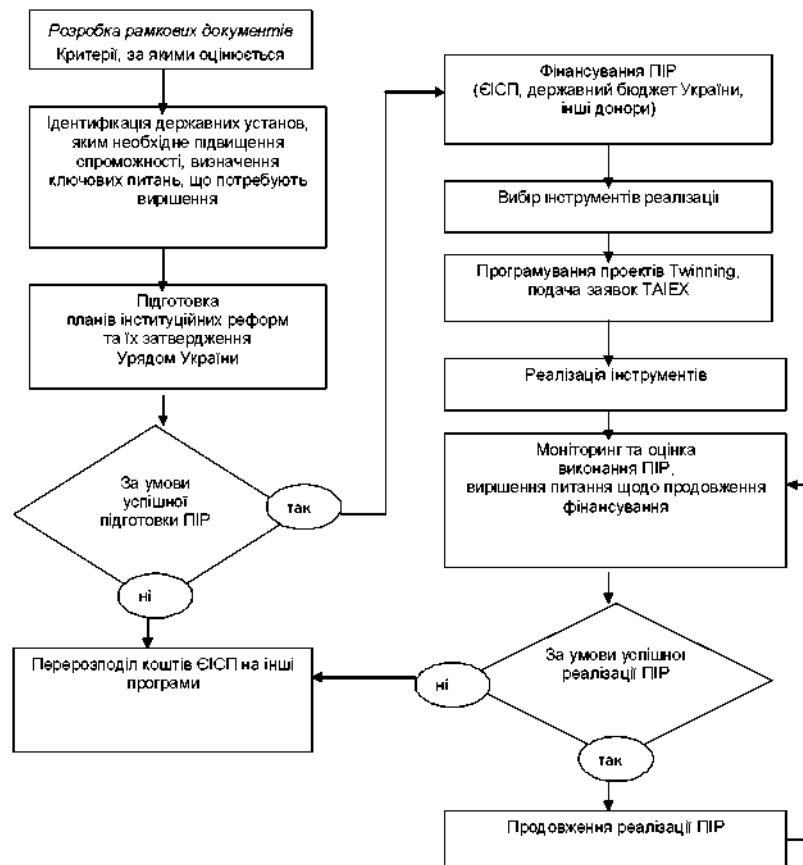 Розробка рамкових документів
Критерії, за якими оцінюється
Ідентифікація державних установ,
яким необхідне підвищення
спроможності, визначення
ключових питань, що потребують
вирішення
Підготовка
планів інституційних реформ
та їх затвердження
Урядом України
За умови
успішної
підготовки ПІР
так
ні
Перерозподіл коштів ЄІСП на інші
програми
Фінансування ПІР
(ЄІСП, державний бюджет України,
інші донори)
Вибір інструментів реалізації
Програмування проектів Twinning,
подача заявок TAIEX
Реалізація інструментів
Моніторинг та оцінка
виконання ПІР,
вирішення питання щодо продовження
фінансування
За умови успішної
реалізації ПІР
ні
так
Продовження реалізації ПІР